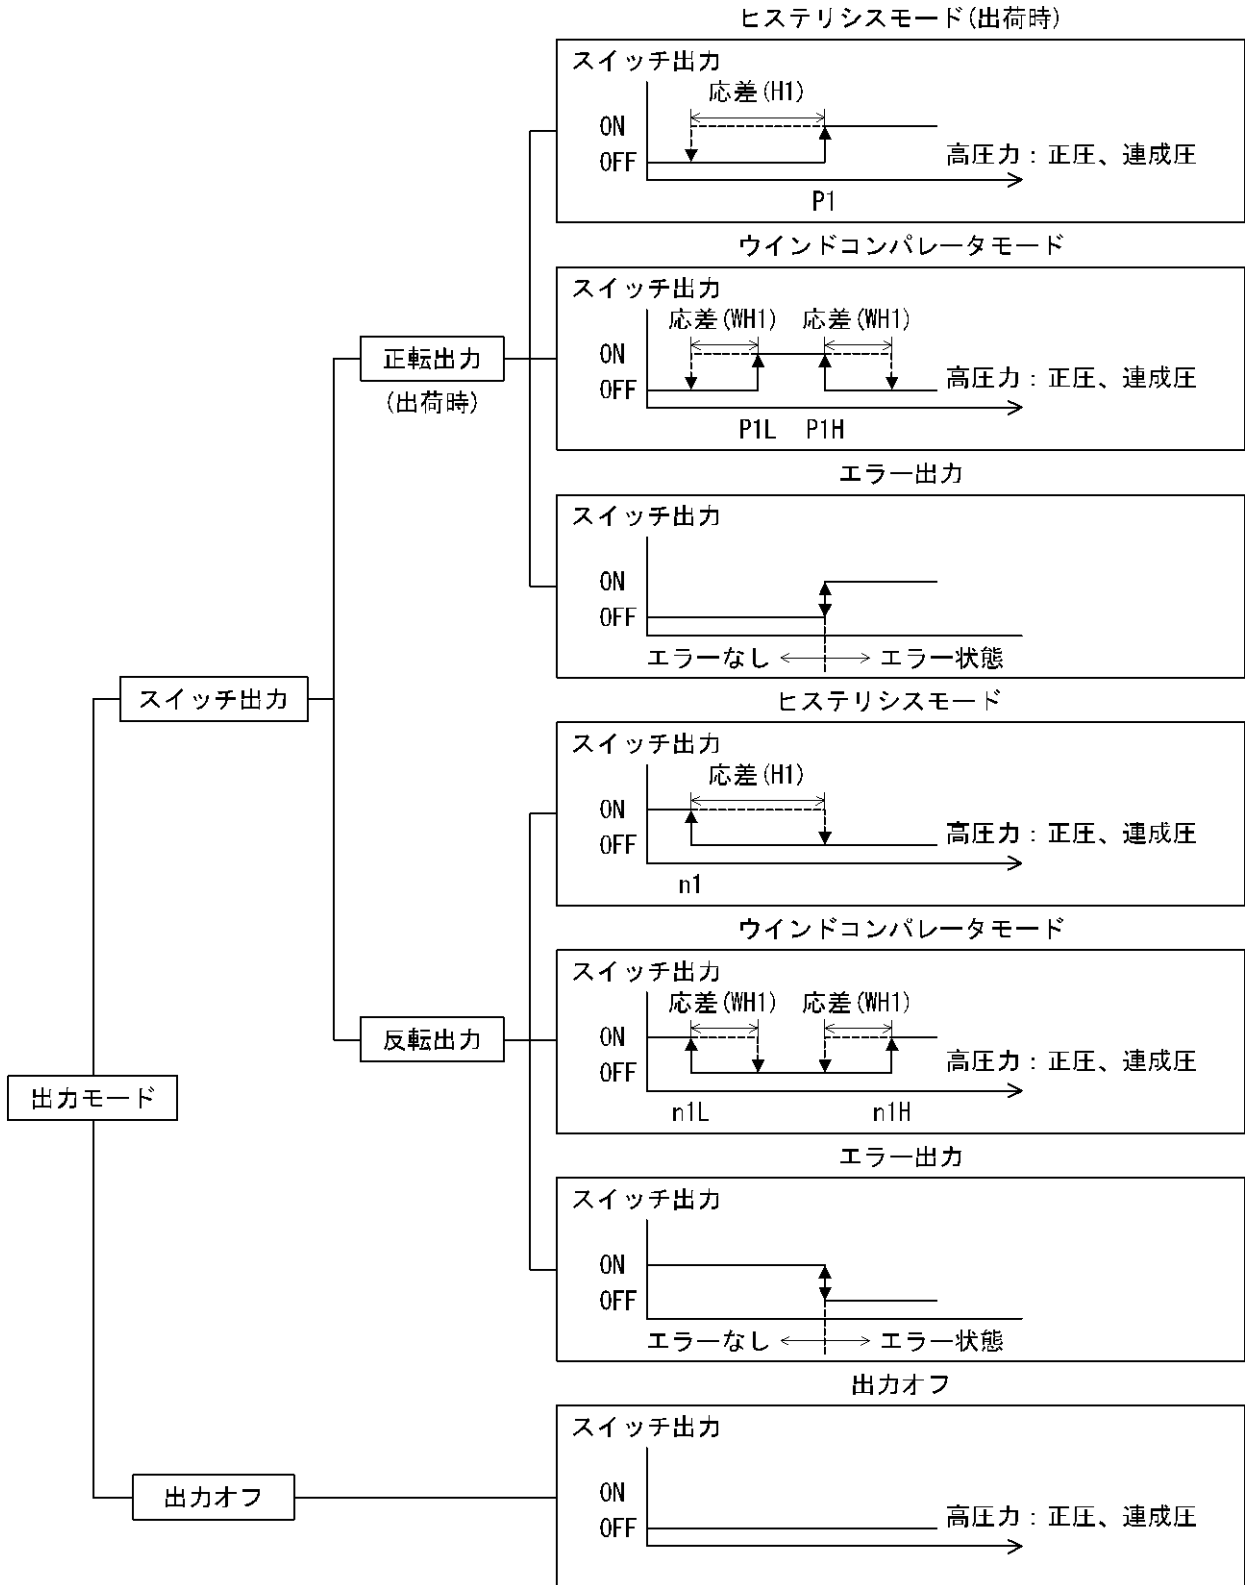 ヒステリシスモード(出荷時)
スイッチ出力
応差(H1)
ON
OFF
高圧力：正圧、連成圧
P1
ウインドコンパレータモード
スイッチ出力
応差(WH1) 応差(WH1)
ON
OFF
高圧力：正圧、連成圧
P1L P1H
正転出力
(出荷時)
エラー出力
スイッチ出力
ON
OFF
エラーなし エラー状態
スイッチ出力
ヒステリシスモード
スイッチ出力
応差(H1)
ON
OFF
高圧力：正圧、連成圧
n1
ウインドコンパレータモード
スイッチ出力
応差(WH1) 応差(WH1)
ON
OFF
高圧力：正圧、連成圧
n1L n1H
反転出力
出力モード
エラー出力
スイッチ出力
ON
OFF
エラーなし エラー状態
出力オフ
スイッチ出力
ON
OFF
高圧力：正圧、連成圧
出力オフ